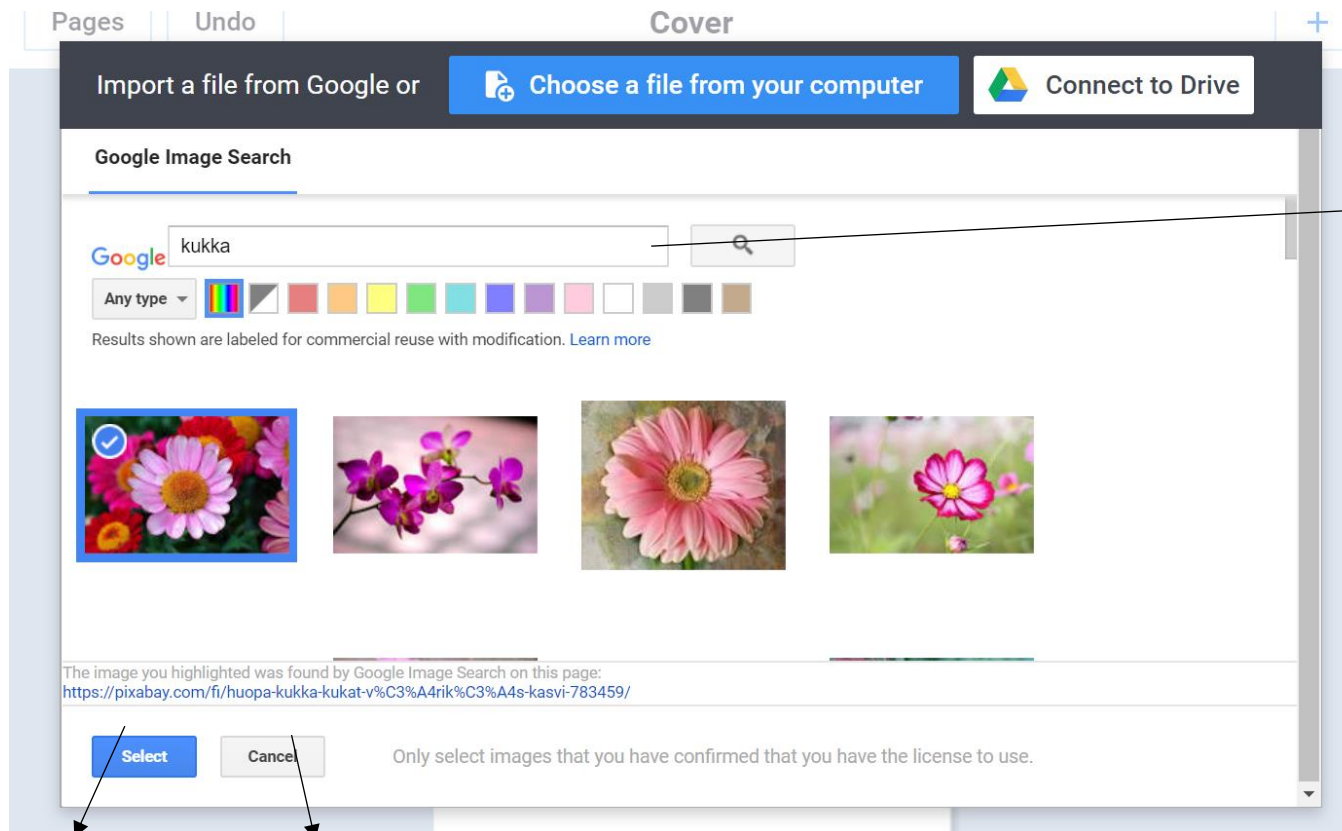 Pages Undo Cover +
Import a file from Google or Choose a file from your computer Connect to Drive
Google Image Search
Google kukka
Any type
Results shown are labeled for commercial reuse with modification. Learn more
The image you highlighted was found by Google Image Search on this page:
https://pixabay.com/fi/huopa-kukka-kukat-v%C3%A4rik%C3%A4s-kasvi-783459/
Select Cancel Only select images that you have confirmed that you have the license to use.